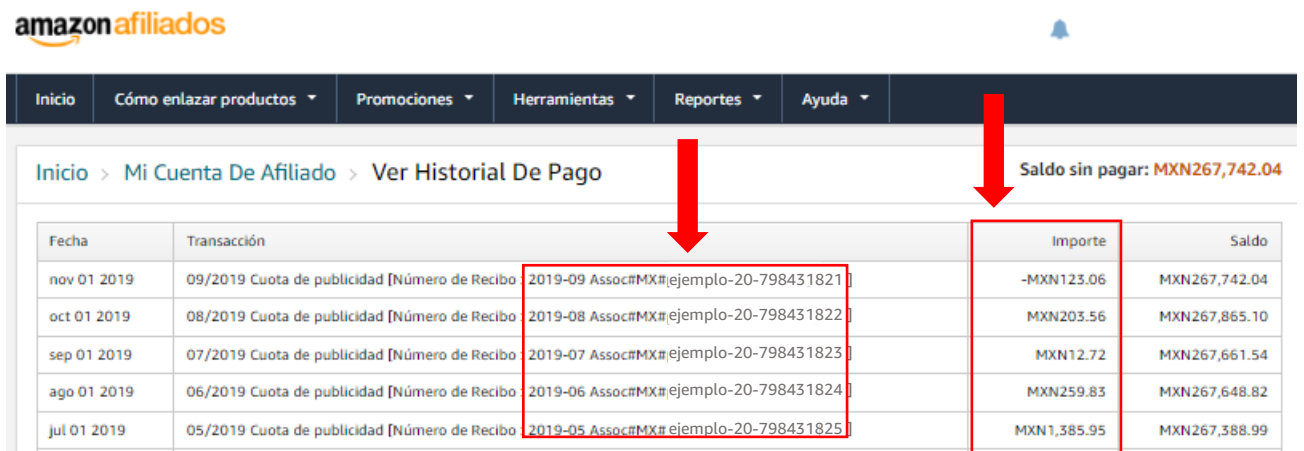 amazon afiliados
Inicio Cómo enlazar productos Promociones Herramientas Reportes Ayuda
Inicio > Mi Cuenta De Afiliado > Ver Historial De Pago Saldo sin pagar: MXN267,742.04
Fecha Transacción Importe Saldo
nov 01 2019 09/2019 Cuota de publicidad [Número de Recibo : 2019-09 Assoc#MX#ejemplo-20-798431821 ] -MXN123.06 MXN267,742.04
oct 01 2019 08/2019 Cuota de publicidad [Número de Recibo : 2019-08 Assoc#MX#ejemplo-20-798431822 ] MXN203.56 MXN267,865.10
sep 01 2019 07/2019 Cuota de publicidad [Número de Recibo : 2019-07 Assoc#MX#ejemplo-20-798431823 ] MXN12.72 MXN267,661.54
ago 01 2019 06/2019 Cuota de publicidad [Número de Recibo : 2019-06 Assoc#MX#ejemplo-20-798431824 ] MXN259.83 MXN267,648.82
jul 01 2019 05/2019 Cuota de publicidad [Número de Recibo : 2019-05 Assoc#MX#ejemplo-20-798431825 ] MXN1,385.95 MXN267,388.99